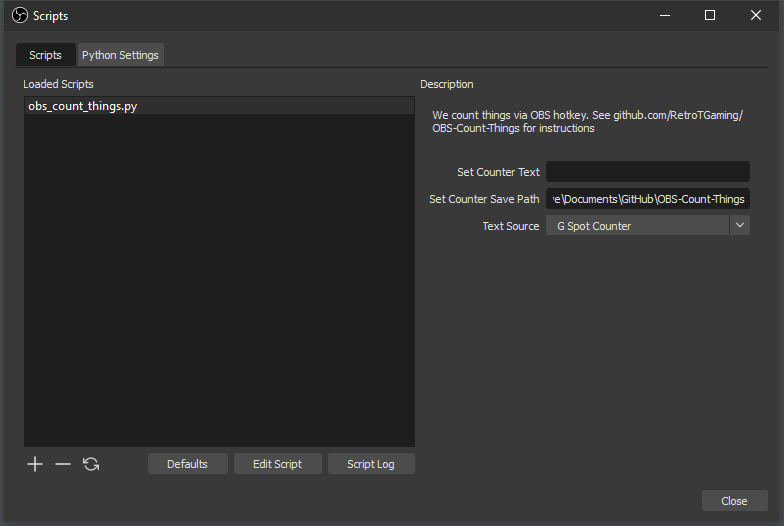 Scripts
Scripts
Python Settings
Loaded Scripts
obs_count_things.py
Description
We count things via OBS hotkey. See github.com/RetroTGaming/
OBS-Count-Things for instructions
Set Counter Text
Set Counter Save Path
e\Documents\GitHub\OBS-Count-Things
Text Source
G Spot Counter
Defaults
Edit Script
Script Log
Close